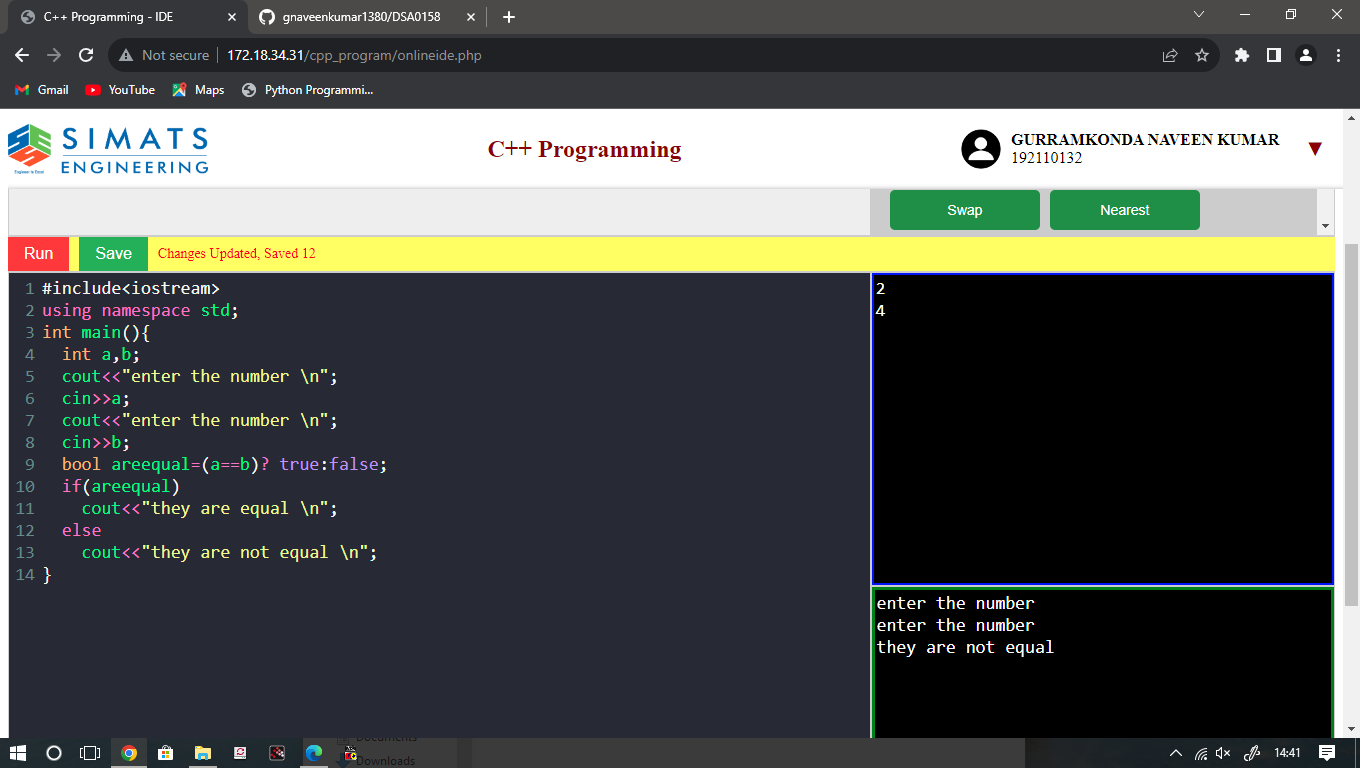 C++ Programming - IDE
gnaveenkumar1380/DSA0158
Not secure 172.18.34.31/cpp_program/onlineide.php
Gmail YouTube Maps Python Programmi...
SIMATS
ENGINEERING
C++ Programming
GURRAMKONDA NAVEEN KUMAR
192110132
Swap Nearest
Run Save Changes Updated, Saved 12
1 #include<iostream>
2 using namespace std;
3 int main(){
4 int a,b;
5 cout<<"enter the number \n";
6 cin>>a;
7 cout<<"enter the number \n";
8 cin>>b;
9 bool areequal=(a==b)? true:false;
10 if(areequal)
11 cout<<"they are equal \n";
12 else
13 cout<<"they are not equal \n";
14 }
2
4
enter the number
enter the number
they are not equal
Downloads
14:41